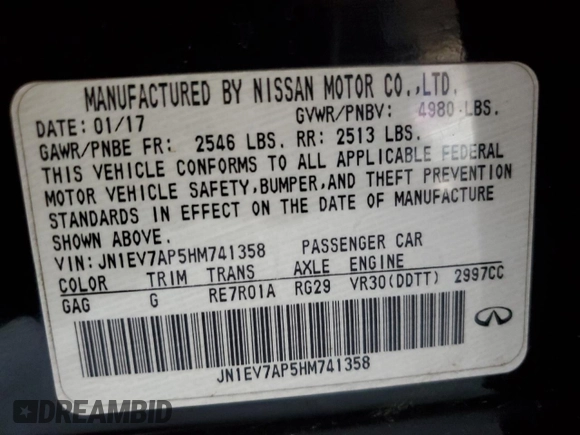 MANUFACTURED BY NISSAN MOTOR CO.,LTD.
DATE: 01/17 GVWR/PNBV: 4980 LBS.
GAWR/PNBE FR: 2546 LBS. RR: 2513 LBS.
THIS VEHICLE CONFORMS TO ALL APPLICABLE FEDERAL
MOTOR VEHICLE SAFETY,BUMPER,AND THEFT PREVENTION
STANDARDS IN EFFECT ON THE DATE OF MANUFACTURE
SHOWN ABOVE.
VIN: JN1EV7AP5HM741358 PASSENGER CAR
COLOR TRIM TRANS AXLE ENGINE
GAG G RE7R01A RG29 VR30(DDTT) 2997CC
JN1EV7AP5HM741358
DREAMBID